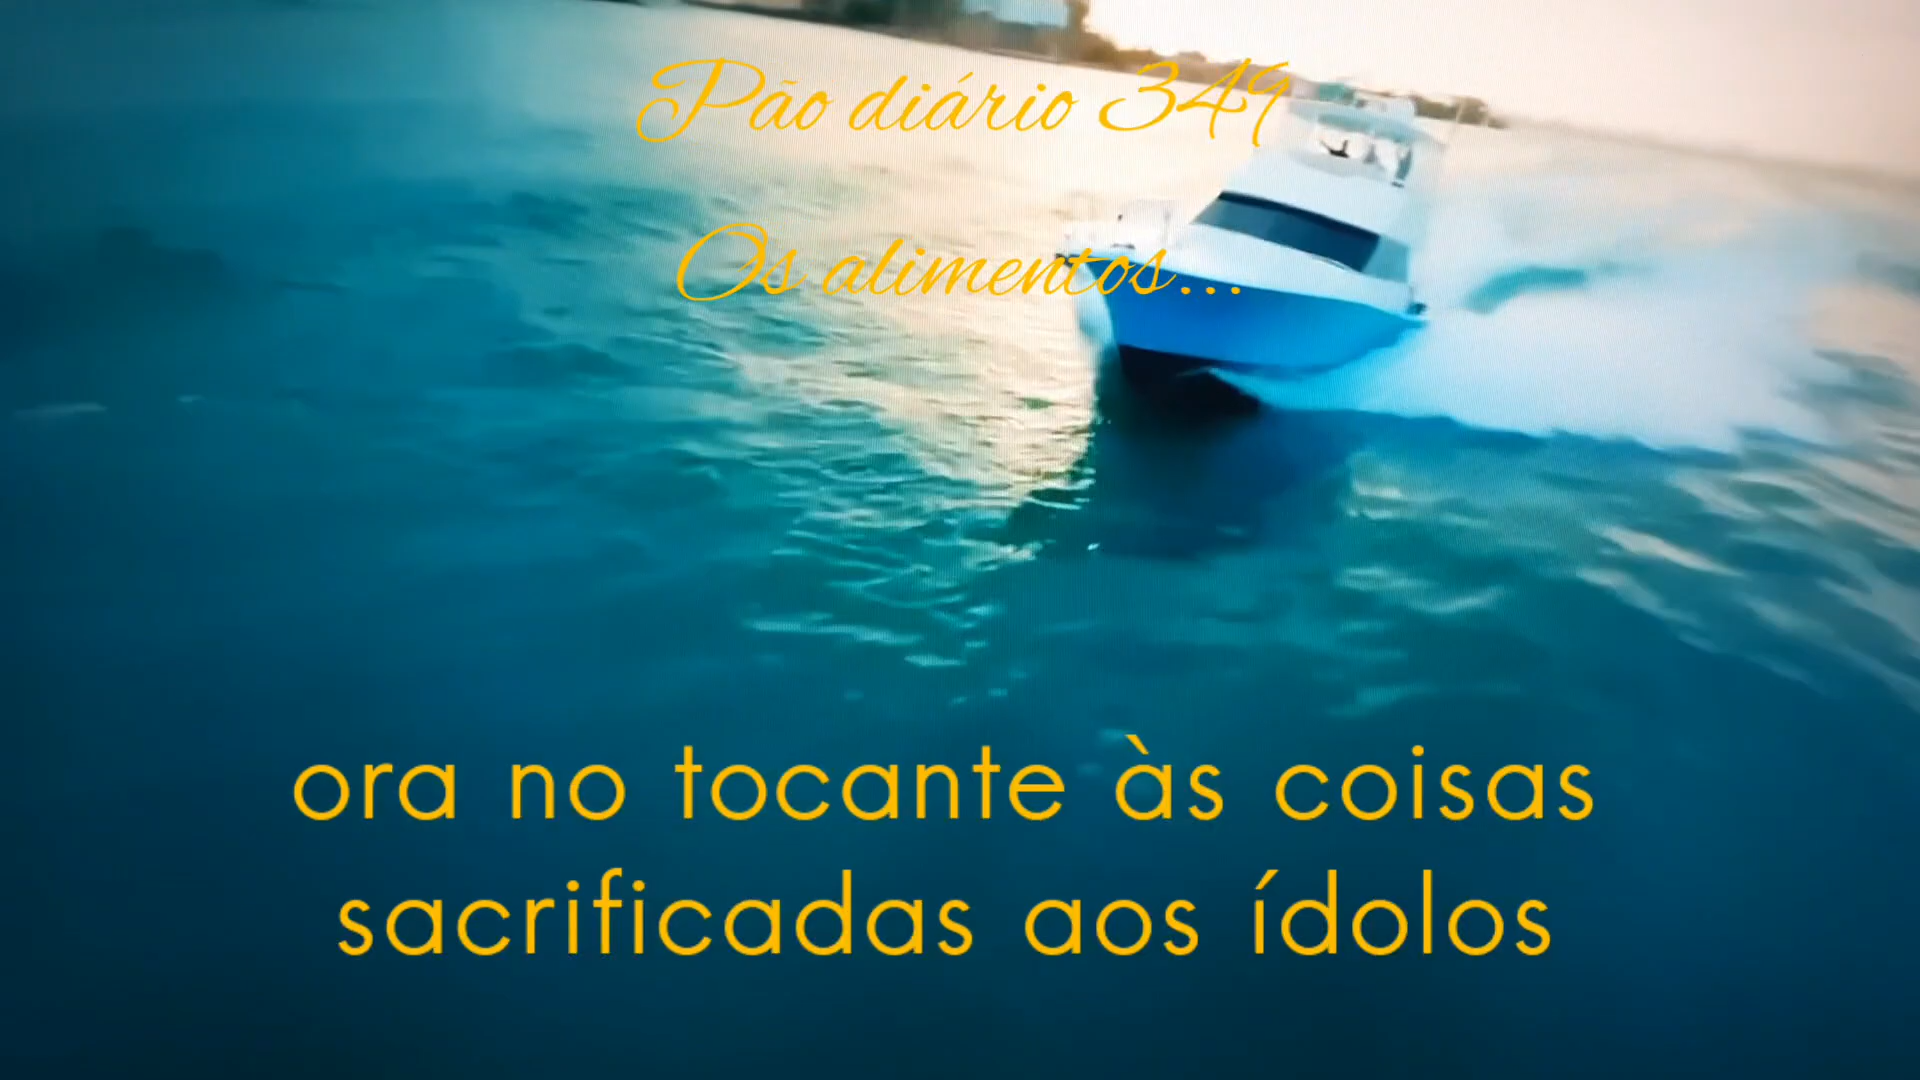 Pão diário 349
Os alimentos...
ora no tocante às coisas
sacrificadas aos ídolos